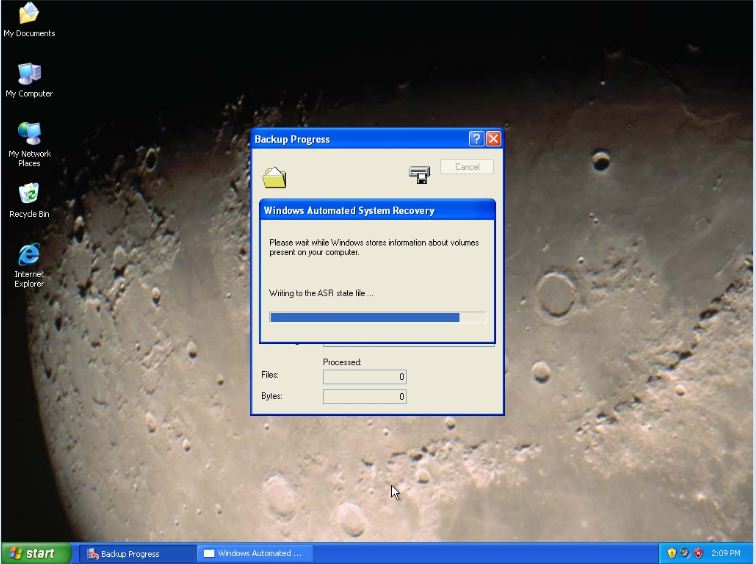 My Documents
My Computer
My Network
Places
Recycle Bin
Internet
Explorer
Backup Progress
Cancel
Windows Automated System Recovery
Please wait while Windows stores information about volumes
present on your computer.
Writing to the ASR state file ...
Processed:
Files:
0
Bytes:
0
start
Backup Progress
Windows Automated ...
2:09 PM